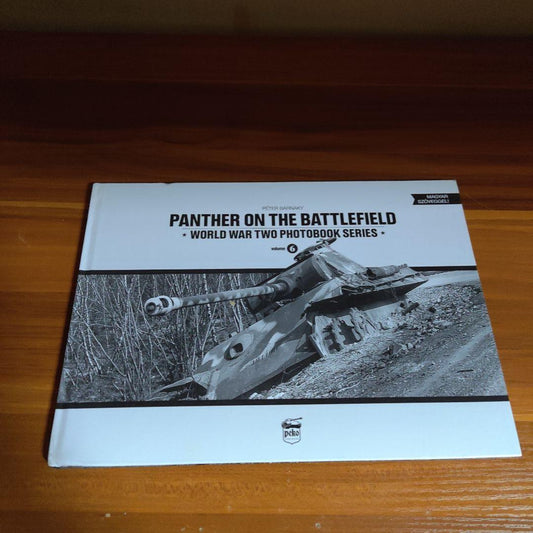 MAGYAR
SZÖVEGGEL!
PÉTER BARNAKY
PANTHER ON THE BATTLEFIELD
* WORLD WAR TWO PHOTOBOOK SERIES *
volume 6
peko